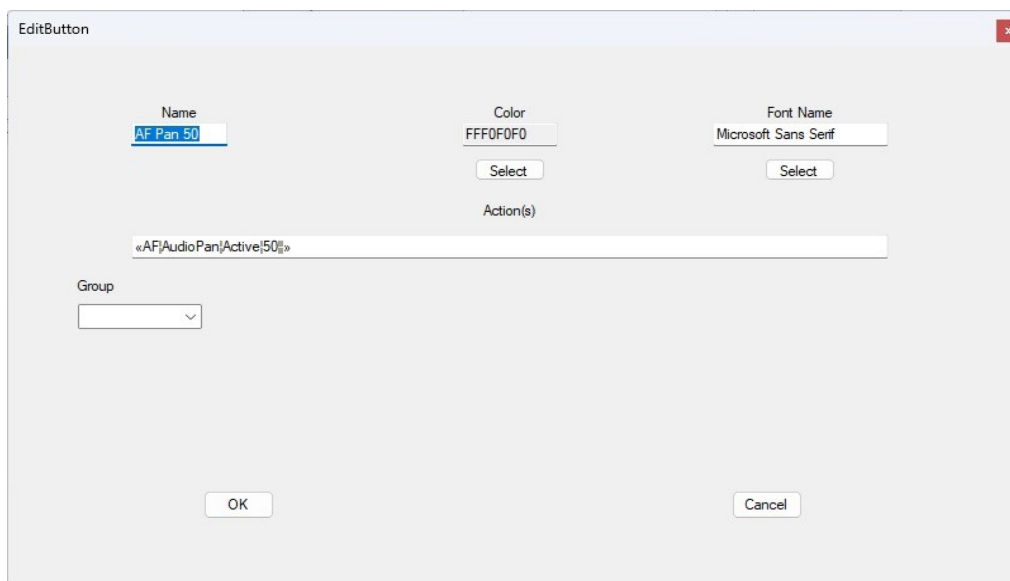 EditButton
x
Name Color Font Name
AF Pan 50 FFF0F0F0 Microsoft Sans Serif
Select Select
Action(s)
«AF¦AudioPan¦Active¦50¦¦»
Group
OK Cancel